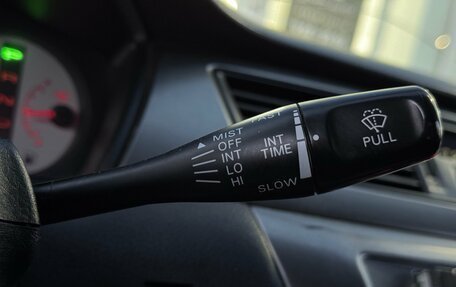 P
FAST
MIST
OFF
INT
LO
HI
INT
TIME
SLOW
PULL